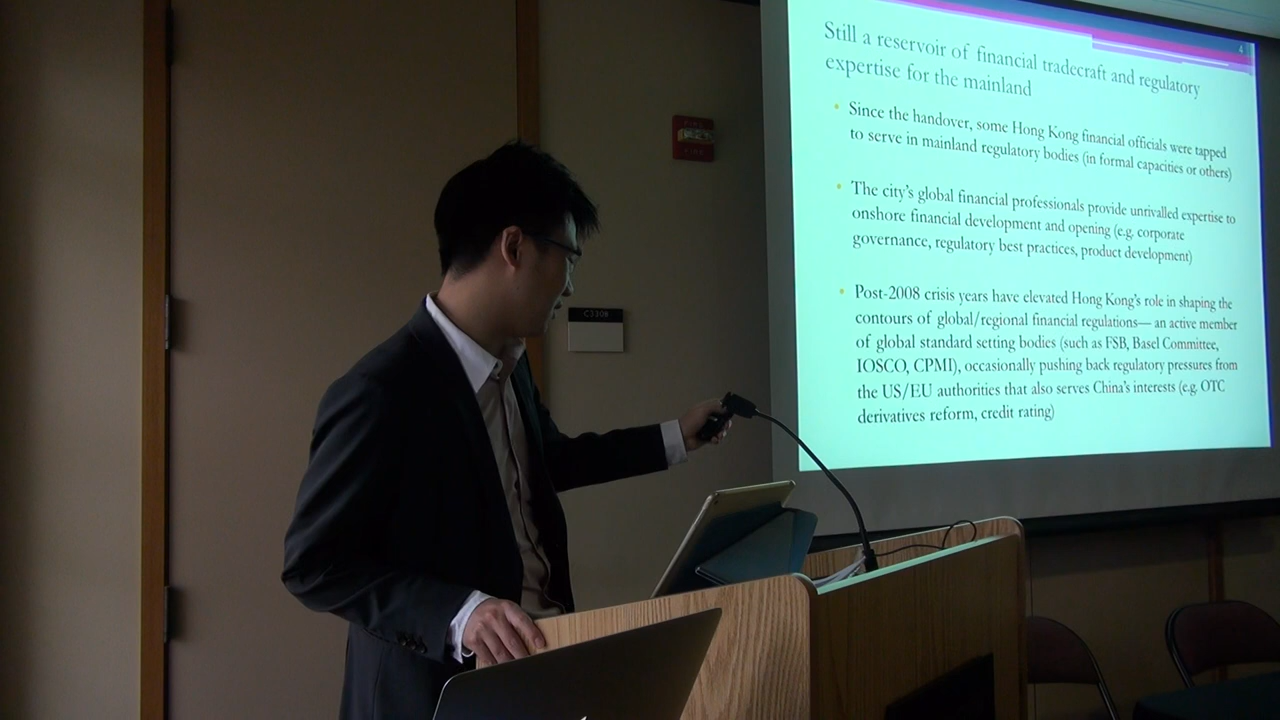 4
Still a reservoir of financial tradecraft and regulatory
expertise for the mainland
• Since the handover, some Hong Kong financial officials were tapped
to serve in mainland regulatory bodies (in formal capacities or others)
• The city's global financial professionals provide unrivalled expertise to
onshore financial development and opening (e.g. corporate
governance, regulatory best practices, product development)
• Post-2008 crisis years have elevated Hong Kong's role in shaping the
contours of global/regional financial regulations— an active member
of global standard setting bodies (such as FSB, Basel Committee,
IOSCO, CPMI), occasionally pushing back regulatory pressures from
the US/EU authorities that also serves China's interests (e.g. OTC
derivatives reform, credit rating)
FIRE
FIRE